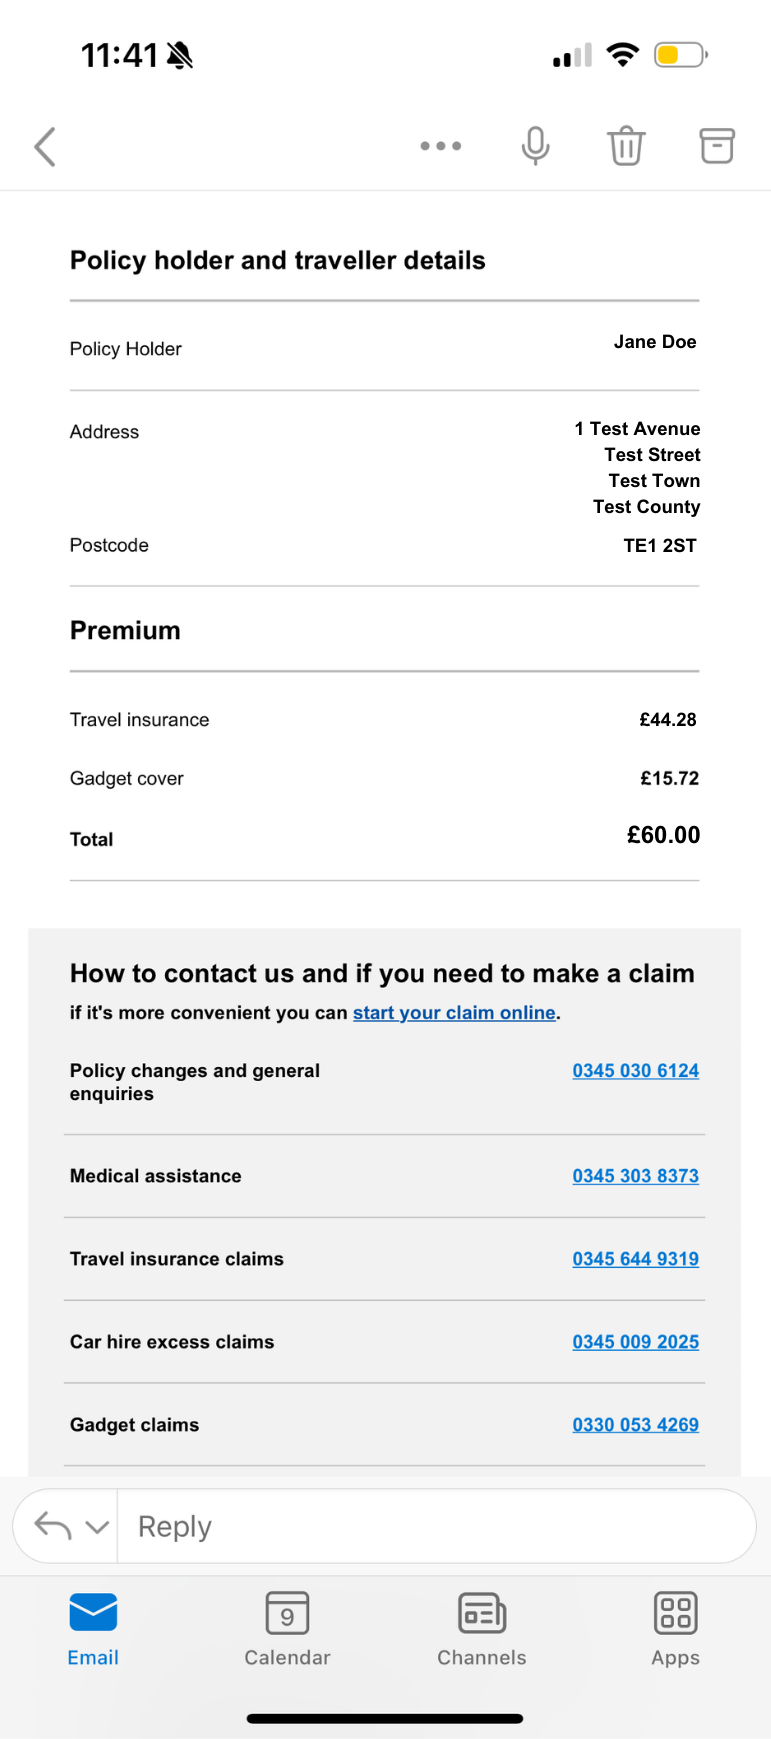 11:41
Policy holder and traveller details
Policy Holder
Jane Doe
Address
1 Test Avenue
Test Street
Test Town
Test County
Postcode
TE1 2ST
Premium
Travel insurance
£44.28
Gadget cover
£15.72
Total
£60.00
How to contact us and if you need to make a claim
if it's more convenient you can start your claim online.
Policy changes and general
enquiries
0345 030 6124
Medical assistance
0345 303 8373
Travel insurance claims
0345 644 9319
Car hire excess claims
0345 009 2025
Gadget claims
0330 053 4269
Reply
9
Email
Calendar
Channels
Apps